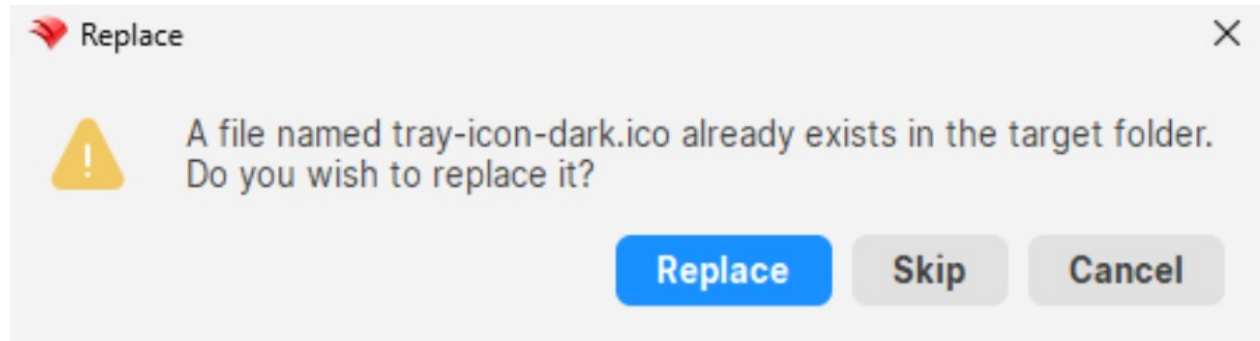 Replace
A file named tray-icon-dark.ico already exists in the target folder.
Do you wish to replace it?
Replace Skip Cancel